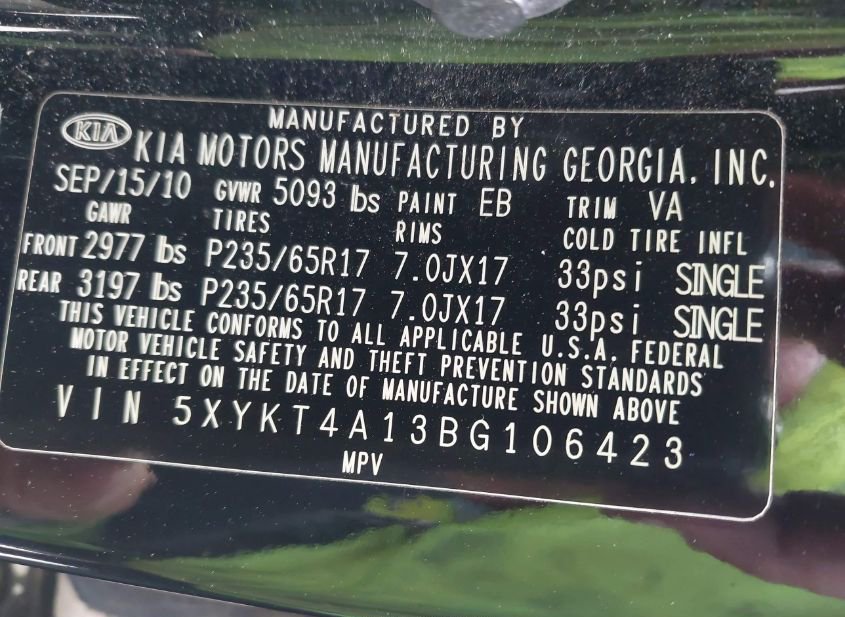 MANUFACTURED BY
KIA KIA MOTORS MANUFACTURING GEORGIA, INC.
SEP/15/10 GVWR 5093 lbs PAINT EB TRIM VA
GAWR TIRES RIMS COLD TIRE INFL
FRONT 2977 lbs P235/65R17 7.0JX17 33psi SINGLE
REAR 3197 lbs P235/65R17 7.0JX17 33psi SINGLE
THIS VEHICLE CONFORMS TO ALL APPLICABLE U.S.A. FEDERAL
MOTOR VEHICLE SAFETY AND THEFT PREVENTION STANDARDS
IN EFFECT ON THE DATE OF MANUFACTURE SHOWN ABOVE
VIN 5XYKT4A13BG106423
MPV